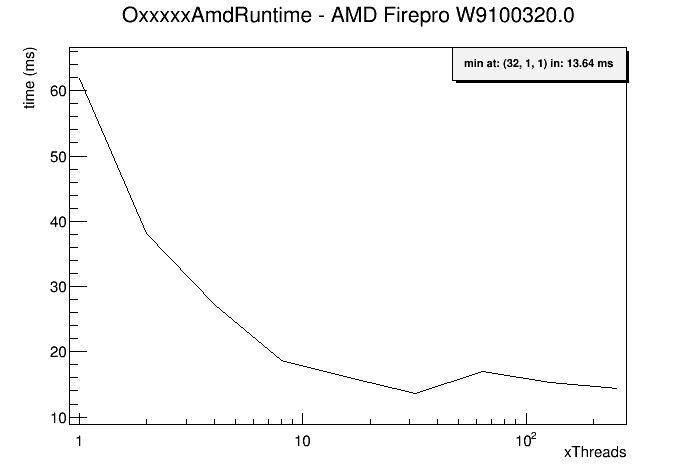 OxxxxxAmdRuntime - AMD Firepro W9100320.0
time (ms)
min at: (32, 1, 1) in: 13.64 ms
60
50
40
30
20
10
1 10 10²
xThreads